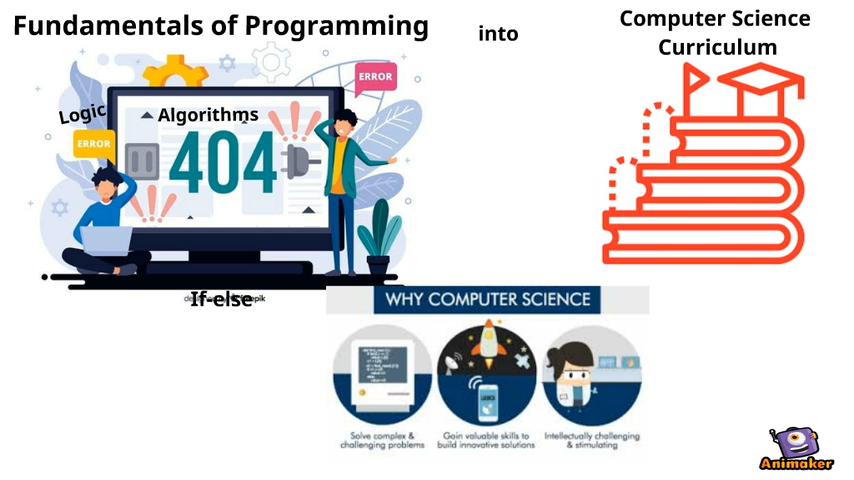 Fundamentals of Programming
into
Computer Science
Curriculum
ERROR
Logic
Algorithms
ERROR
404
If-else
WHY COMPUTER SCIENCE
Solve complex &
challenging problems
Gain valuable skills to
build innovative solutions
Intellectually challenging
& stimulating
Animaker